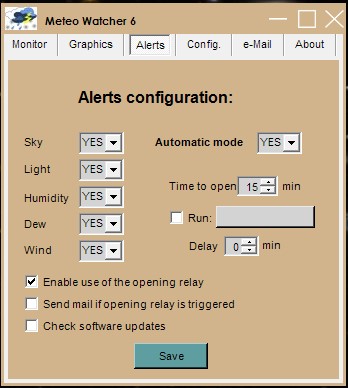 Meteo Watcher 6
Monitor Graphics Alerts Config. e-Mail About
Alerts configuration:
Sky YES Automatic mode YES
Light YES
Time to open 15 min
Humidity YES
Run:
Dew YES
Delay 0 min
Wind YES
Enable use of the opening relay
Send mail if opening relay is triggered
Check software updates
Save